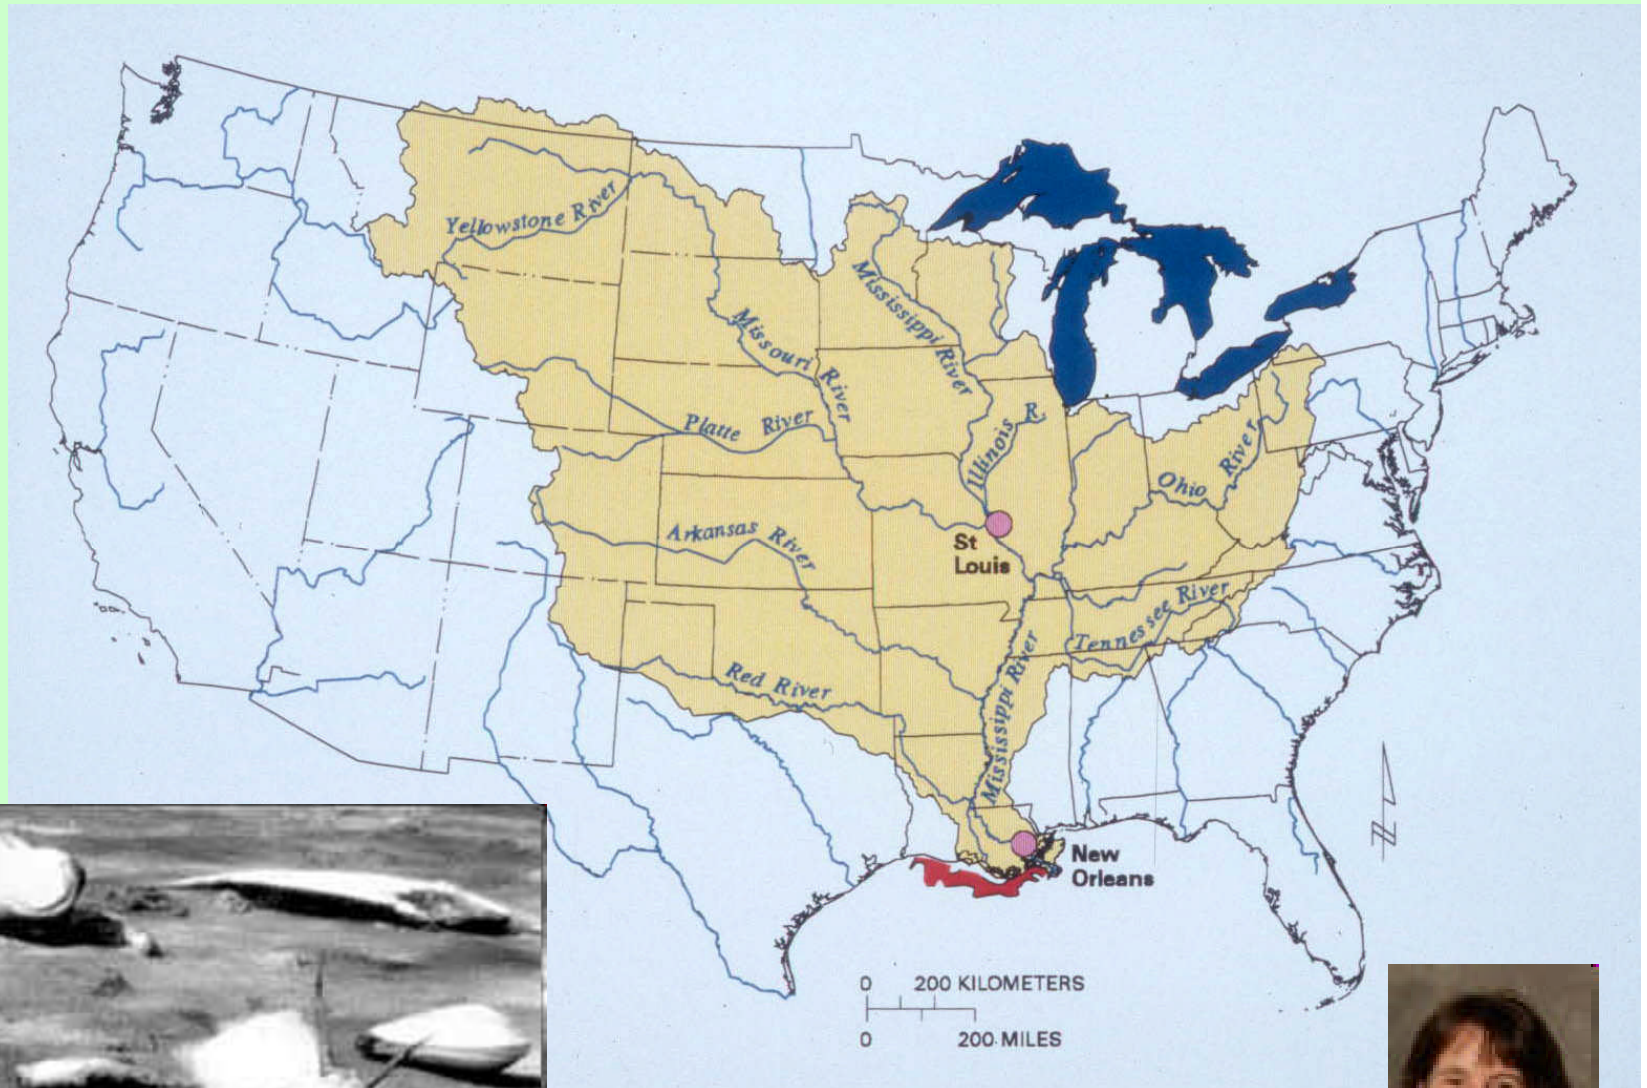 Yellowstone River
Missouri River
Mississippi River
Platte River
Illinois R.
Ohio River
St
Louis
Arkansas River
Tennessee River
Mississippi River
Red River
New
Orleans
0 200 KILOMETERS
0 200 MILES
N